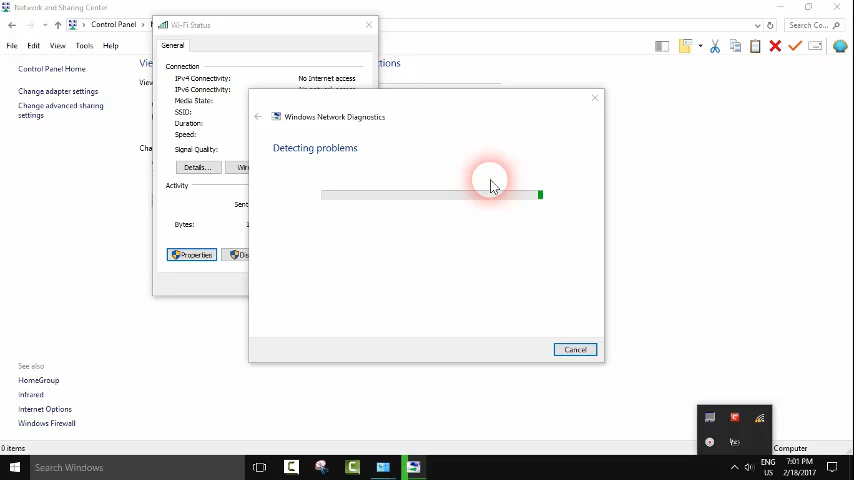 Network and Sharing Center
Control Panel
Search Co...
File Edit View Tools Help
Control Panel Home
Change adapter settings
Change advanced sharing
settings
See also
HomeGroup
Infrared
Internet Options
Windows Firewall
0 items
Computer
Wi-Fi Status
General
Connection
IPv4 Connectivity: No Internet access
IPv6 Connectivity:
Media State:
SSID:
Duration:
Speed:
Signal Quality:
Details...
Activity
Bytes:
Properties
Windows Network Diagnostics
Detecting problems
Cancel
Search Windows
ENG
US
7:01 PM
2/18/2017